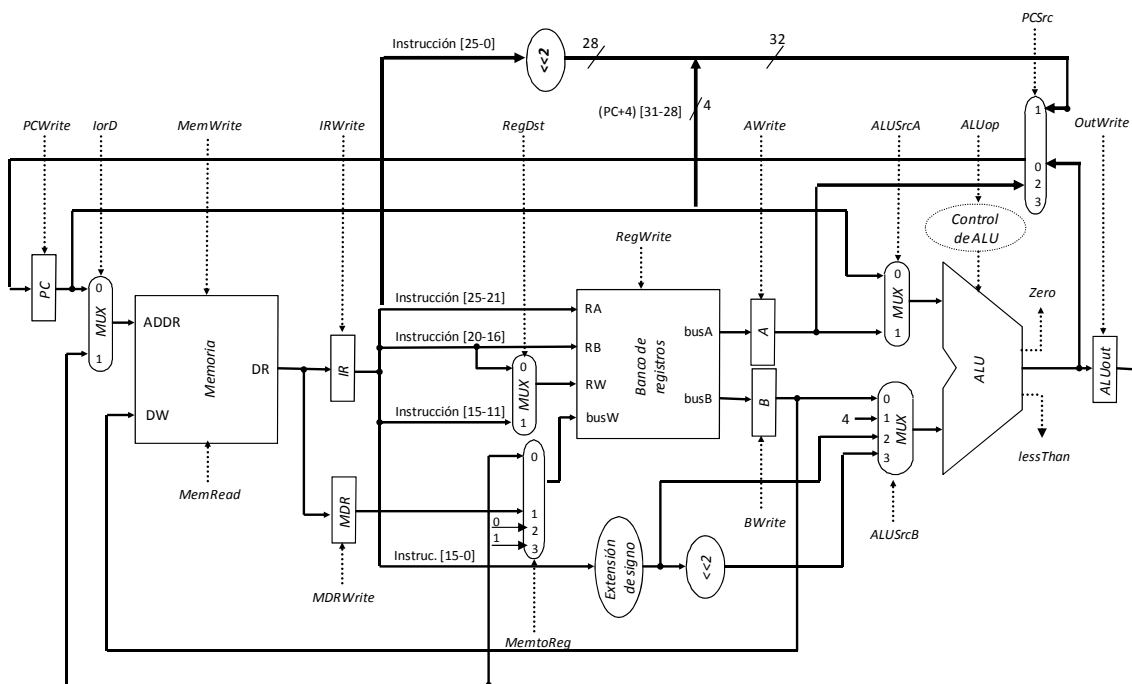 PCSrc
Instrucción [25-0]
<<2
28
32
(PC+4) [31-28]
4
PCWrite
IorD
MemWrite
IRWrite
RegDst
AWrite
ALUSrcA
ALUop
OutWrite
1
0
2
3
Control
de ALU
RegWrite
PC
0
MUX
1
ADDR
Memoria
DR
DW
MemRead
IR
Instrucción [25-21]
Instrucción [20-16]
Instrucción [15-11]
0
MUX
1
RA
RB
RW
busW
Banco de
registros
busA
busB
A
B
0
MUX
1
ALU
Zero
lessThan
ALUout
4
0
1
2
3
MUX
ALUSrcB
BWrite
MDR
MDRWrite
0
1
0
1
2
3
MemtoReg
Instruc. [15-0]
Extensión
de signo
<<2